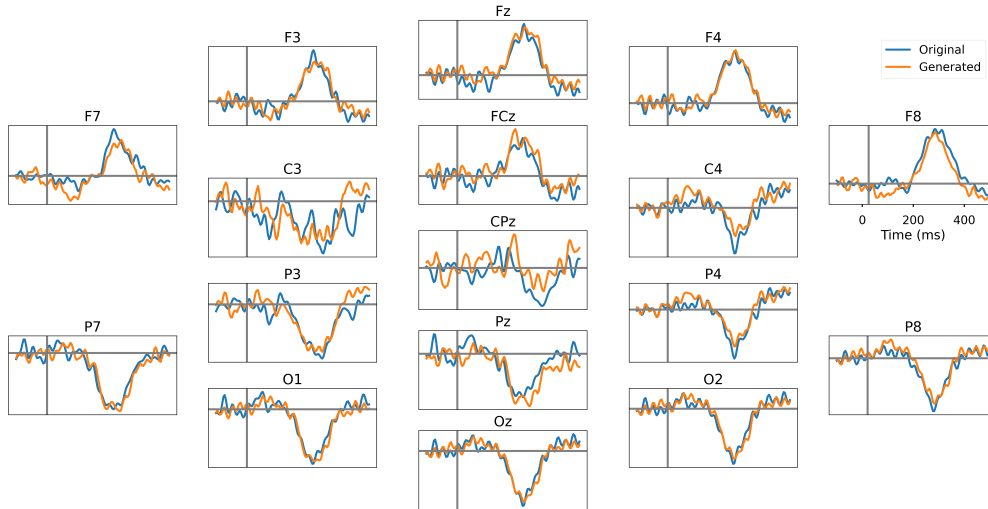 Fz
F3
F4
Original
Generated
F7
FCz
F8
C3
C4
CPz
0 200 400
Time (ms)
P3
P4
P7
Pz
P8
O1
O2
Oz